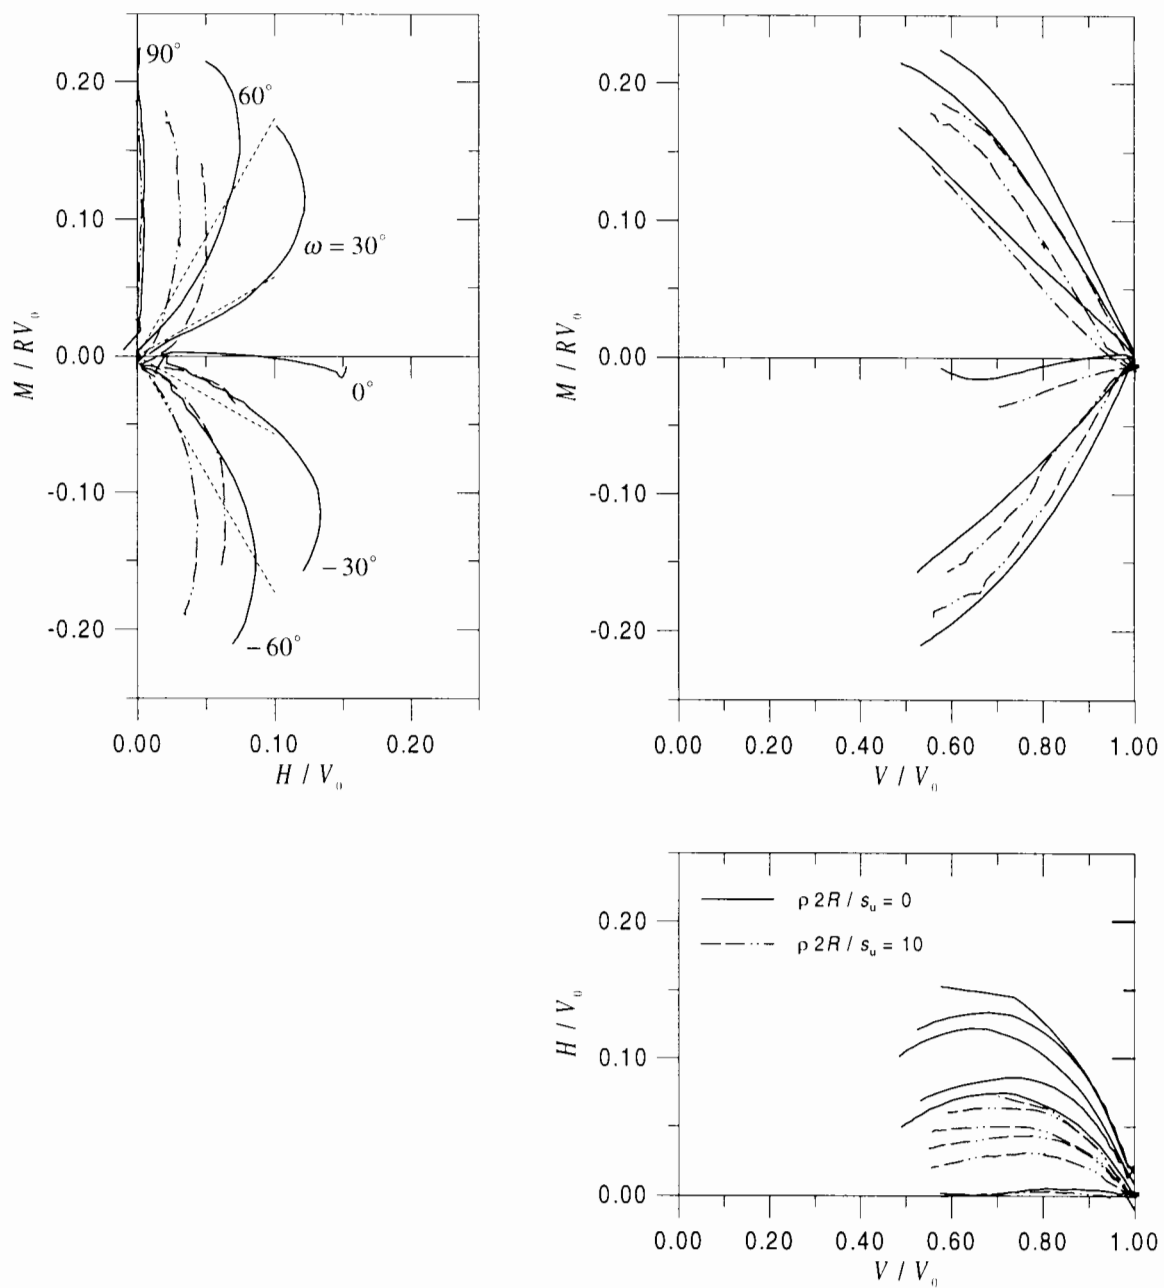 0.20
0.10
0.00
-0.10
-0.20
M / RV₀
90°
60°
ω = 30°
0°
−30°
−60°
0.00 0.10 0.20
H / V₀
0.20
0.10
0.00
-0.10
-0.20
M / RV₀
0.00 0.20 0.40 0.60 0.80 1.00
V / V₀
0.20
0.10
0.00
H / V₀
ρ 2R / sᵤ = 0
ρ 2R / sᵤ = 10
0.00 0.20 0.40 0.60 0.80 1.00
V / V₀